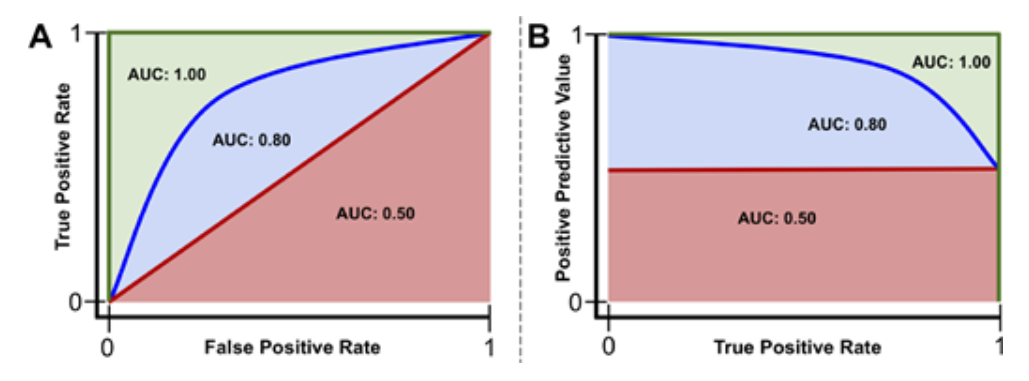 A
1
True Positive Rate
AUC: 1.00
AUC: 0.80
AUC: 0.50
0
0
False Positive Rate
1
B
1
Positive Predictive Value
AUC: 1.00
AUC: 0.80
AUC: 0.50
0
0
True Positive Rate
1